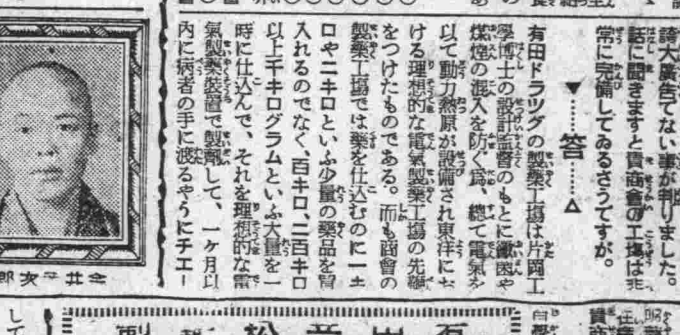 誇大廣告でない事が判りました。
話に聞きますと貴商會の工場は非
常に完備してゐるさうですが。
▼……答……△
有田ドラツグの製藥工場は片岡工
學博士の設計監督のもとに黴菌や
煤煙の混入を防ぐ爲、總て電氣を
以て動力熱原が設備され東洋にお
ける理想的な電氣製藥工場の先鞭
をつけたものである。而も商會の
製藥工場では藥を仕込むのに一キ
ロや二キロといふ少量の藥品を買
入れるのでなく、百キロ、二百キロ
以上千キログラムといふ大量を一
時に仕込んで、それを理想的な電
氣製藥裝置で製劑して、一ケ月以
內に病者の手に渡るやうにチエー